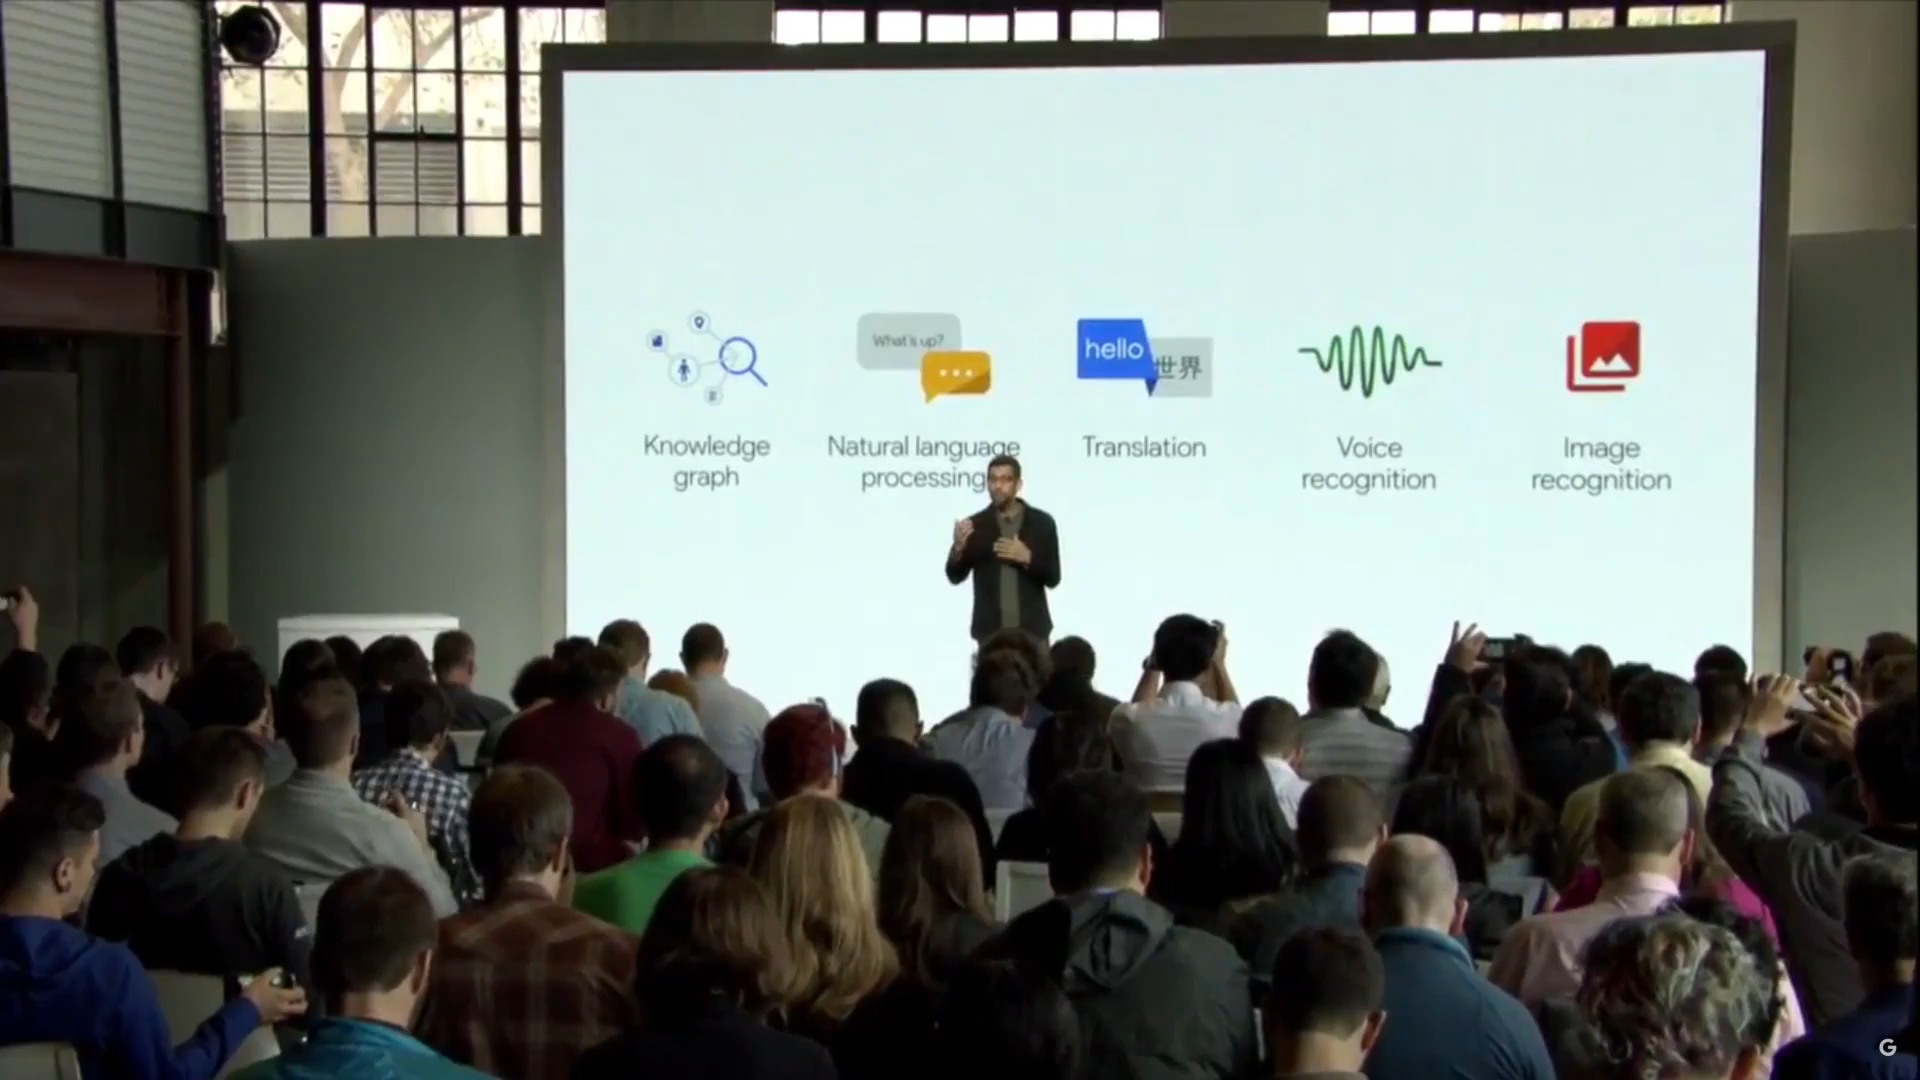 What's up?
hello
世界
Knowledge
graph
Natural language
processing
Translation
Voice
recognition
Image
recognition
G